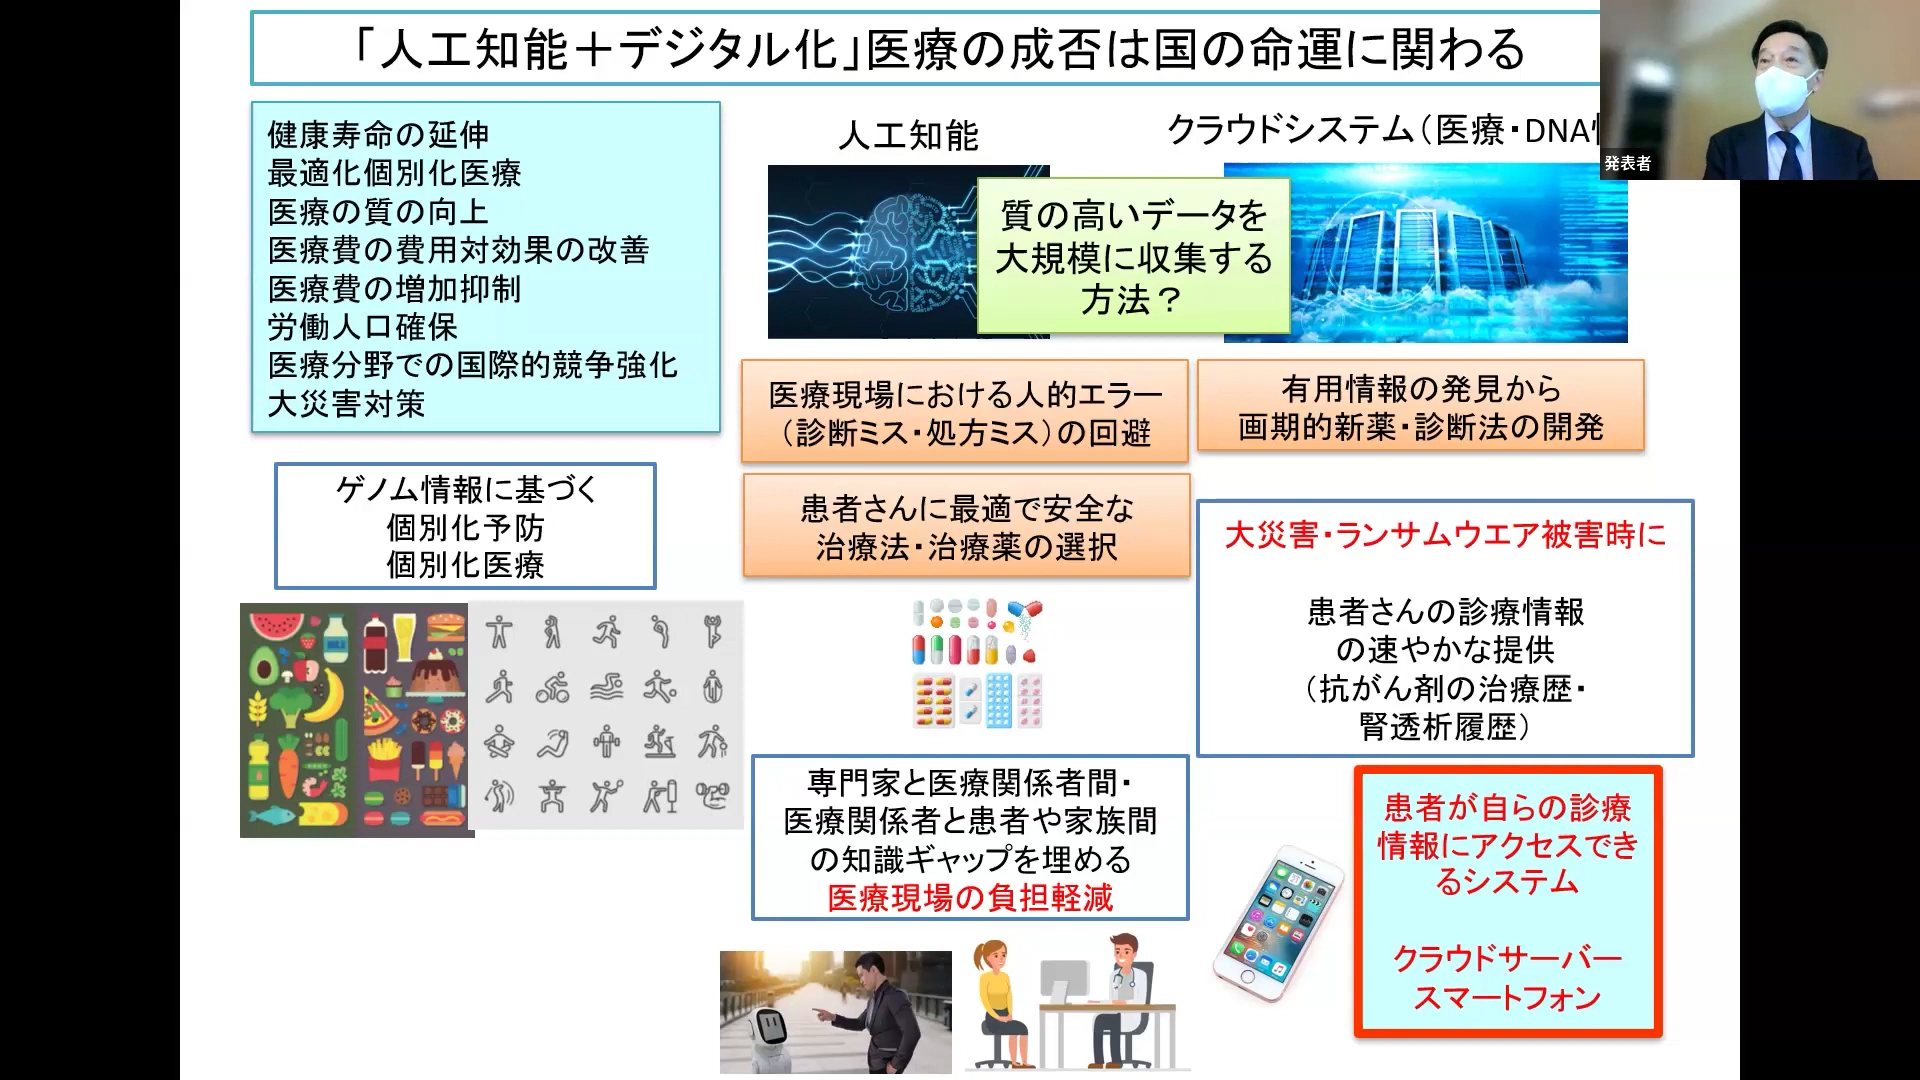 「人工知能＋デジタル化」医療の成否は国の命運に関わる
発表者
健康寿命の延伸
最適化個別化医療
医療の質の向上
医療費の費用対効果の改善
医療費の増加抑制
労働人口確保
医療分野での国際的競争強化
大災害対策
人工知能
クラウドシステム（医療・DNA
質の高いデータを
大規模に収集する
方法？
医療現場における人的エラー
（診断ミス・処方ミス）の回避
有用情報の発見から
画期的新薬・診断法の開発
ゲノム情報に基づく
個別化予防
個別化医療
患者さんに最適で安全な
治療法・治療薬の選択
大災害・ランサムウエア被害時に
患者さんの診療情報
の速やかな提供
（抗がん剤の治療歴・
腎透析履歴）
専門家と医療関係者間・
医療関係者と患者や家族間
の知識ギャップを埋める
医療現場の負担軽減
患者が自らの診療
情報にアクセスでき
るシステム
クラウドサーバー
スマートフォン